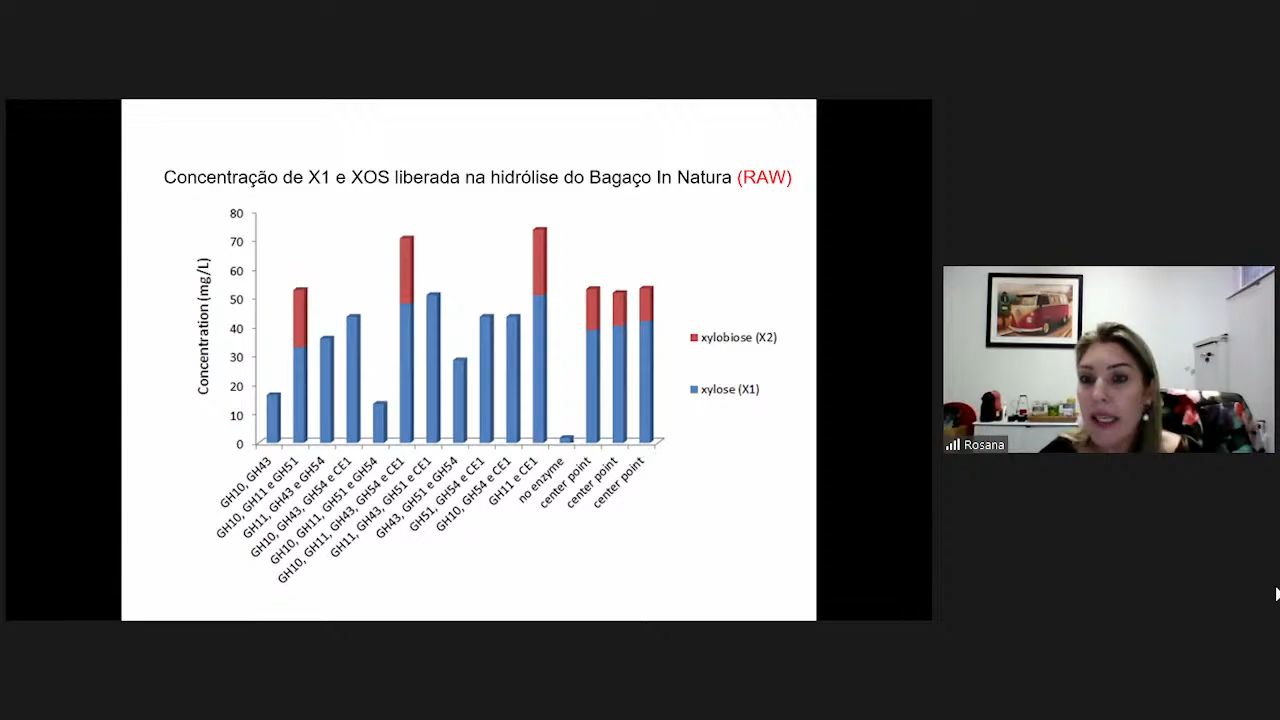 Concentração de X1 e XOS liberada na hidrólise do Bagaço In Natura (RAW)
80
70
60
50
40
30
20
10
0
Concentration (mg/L)
xylobiose (X2)
xylose (X1)
GH10, GH43
GH10, GH11 e GH51
GH11, GH43 e GH54
GH10, GH43, GH54 e CE1
GH10, GH11, GH51 e GH54
GH10, GH11, GH43, GH54 e CE1
GH11, GH43, GH51 e CE1
GH43, GH51 e GH54
GH51, GH54 e CE1
GH10, GH54 e CE1
GH11 e CE1
no enzyme
center point
center point
center point
Rosana